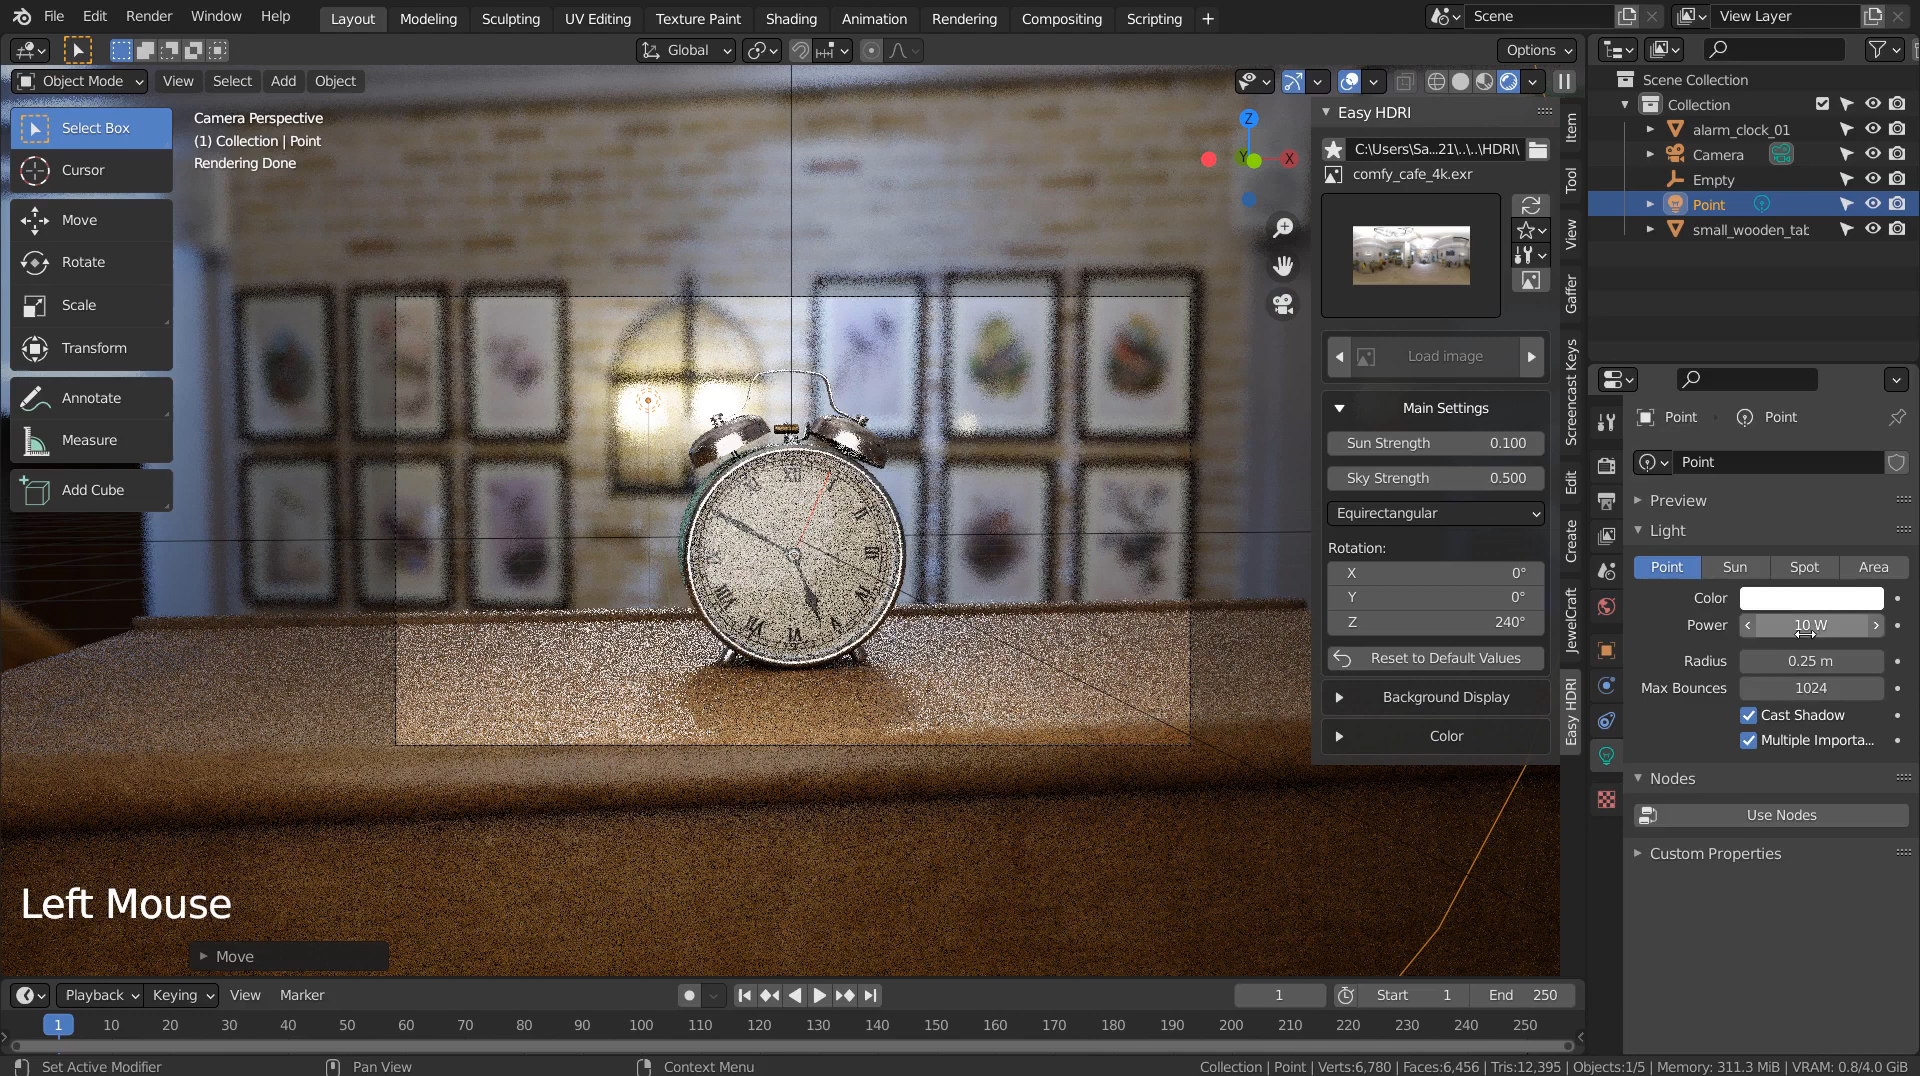 File Edit Render Window Help Layout Modeling Sculpting UV Editing Texture Paint Shading Animation Rendering Compositing Scripting + Scene View Layer
Global Options
Object Mode View Select Add Object
Select Box
Cursor
Move
Rotate
Scale
Transform
Annotate
Measure
Add Cube
Camera Perspective
(1) Collection | Point
Rendering Done
Z
Y
X
Easy HDRI
C:\Users\Sa...21\..\..\HDRI\
comfy_cafe_4k.exr
Load image
Main Settings
Sun Strength 0.100
Sky Strength 0.500
Equirectangular
Rotation:
X 0°
Y 0°
Z 240°
Reset to Default Values
Background Display
Color
Item
Tool
View
Gaffer
Screencast Keys
Edit
Create
JewelCraft
Easy HDRI
Scene Collection
Collection
alarm_clock_01
Camera
Empty
Point
small_wooden_tab
Point Point
Point
Preview
Light
Point Sun Spot Area
Color
Power 10 W
Radius 0.25 m
Max Bounces 1024
Cast Shadow
Multiple Importa...
Nodes
Use Nodes
Custom Properties
Left Mouse
Move
Playback Keying View Marker 1 Start 1 End 250
1 10 20 30 40 50 60 70 80 90 100 110 120 130 140 150 160 170 180 190 200 210 220 230 240 250
Set Active Modifier Pan View Context Menu Collection | Point | Verts:6,780 | Faces:6,456 | Tris:12,395 | Objects:1/5 | Memory: 311.3 MiB | VRAM: 0.8/4.0 GiB